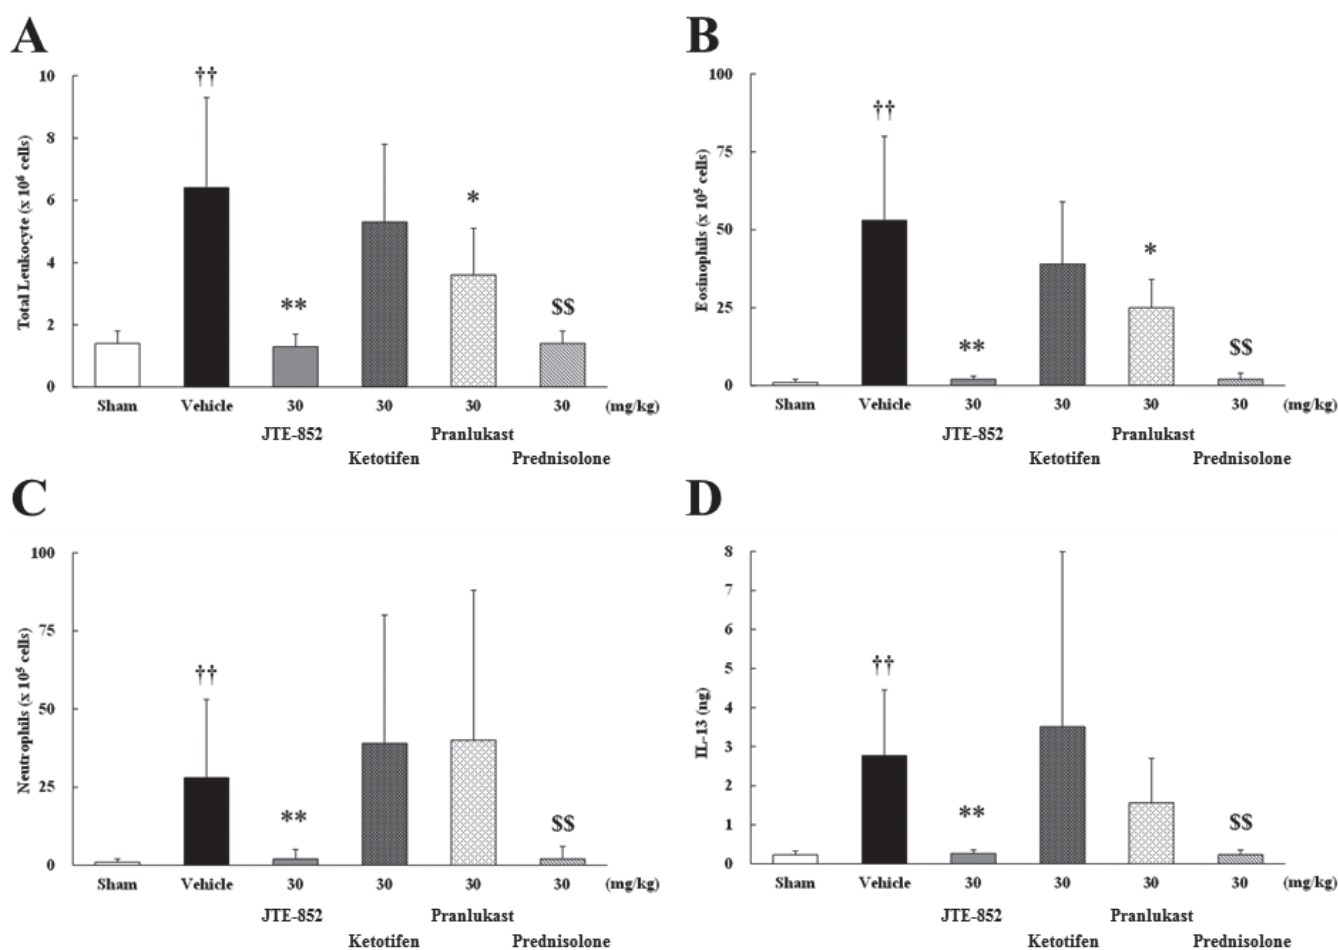 A
Total Leukocyte (x 10⁶ cells)
10
8
6
4
2
0
††
**
*
$$
Sham Vehicle 30 30 30 30 (mg/kg)
JTE-852 Pranlukast
Ketotifen Prednisolone
B
Eosinophils (x 10⁵ cells)
100
75
50
25
0
††
**
*
$$
Sham Vehicle 30 30 30 30 (mg/kg)
JTE-852 Pranlukast
Ketotifen Prednisolone
C
Neutrophils (x 10⁵ cells)
100
75
50
25
0
††
**
$$
Sham Vehicle 30 30 30 30 (mg/kg)
JTE-852 Pranlukast
Ketotifen Prednisolone
D
IL-13 (ng)
8
7
6
5
4
3
2
1
0
††
**
$$
Sham Vehicle 30 30 30 30 (mg/kg)
JTE-852 Pranlukast
Ketotifen Prednisolone